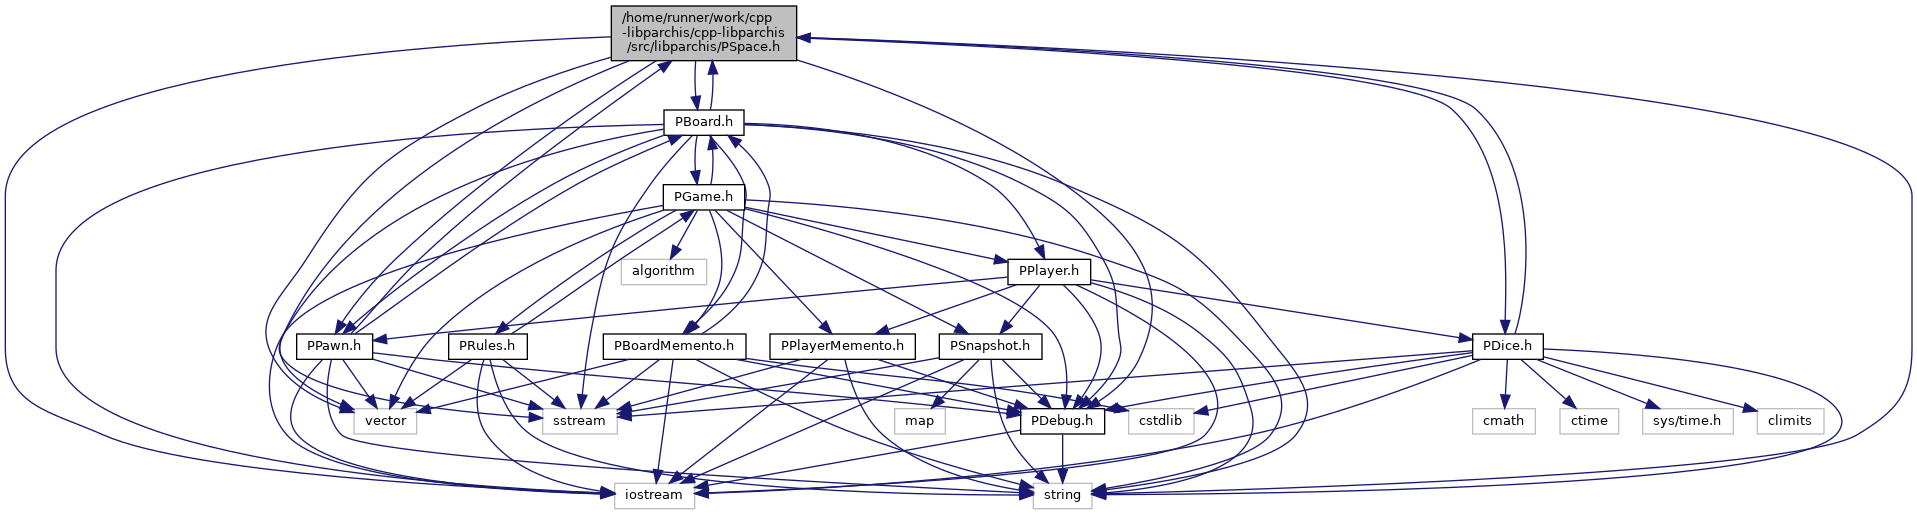 /home/runner/work/cpp
-libparchis/cpp-libparchis
/src/libparchis/PSpace.h
PBoard.h
PGame.h
algorithm
PPlayer.h
PPawn.h
PRules.h
PBoardMemento.h
PPlayerMemento.h
PSnapshot.h
PDice.h
vector
sstream
map
PDebug.h
cstdlib
cmath
ctime
sys/time.h
climits
iostream
string